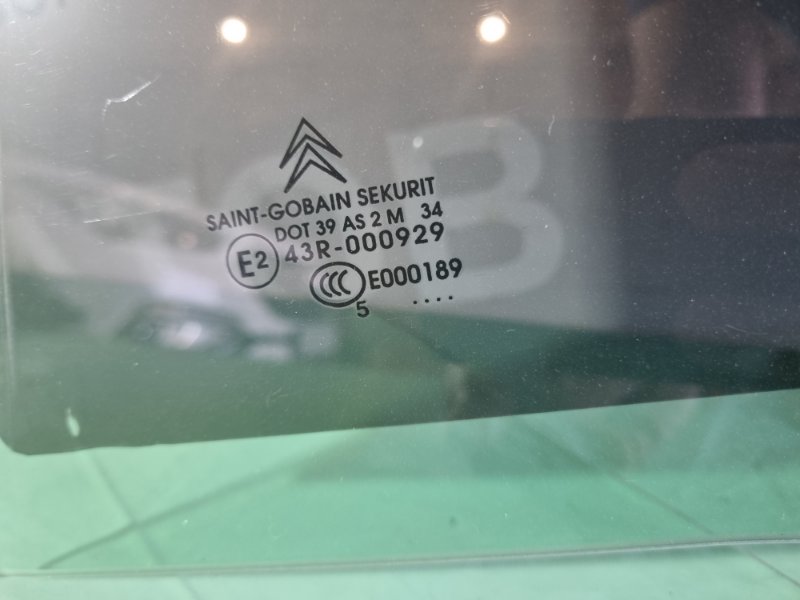 SAINT-GOBAIN SEKURIT
DOT 39 AS 2 M 34
E2 43R-000929
CCC E000189
5 ....
B